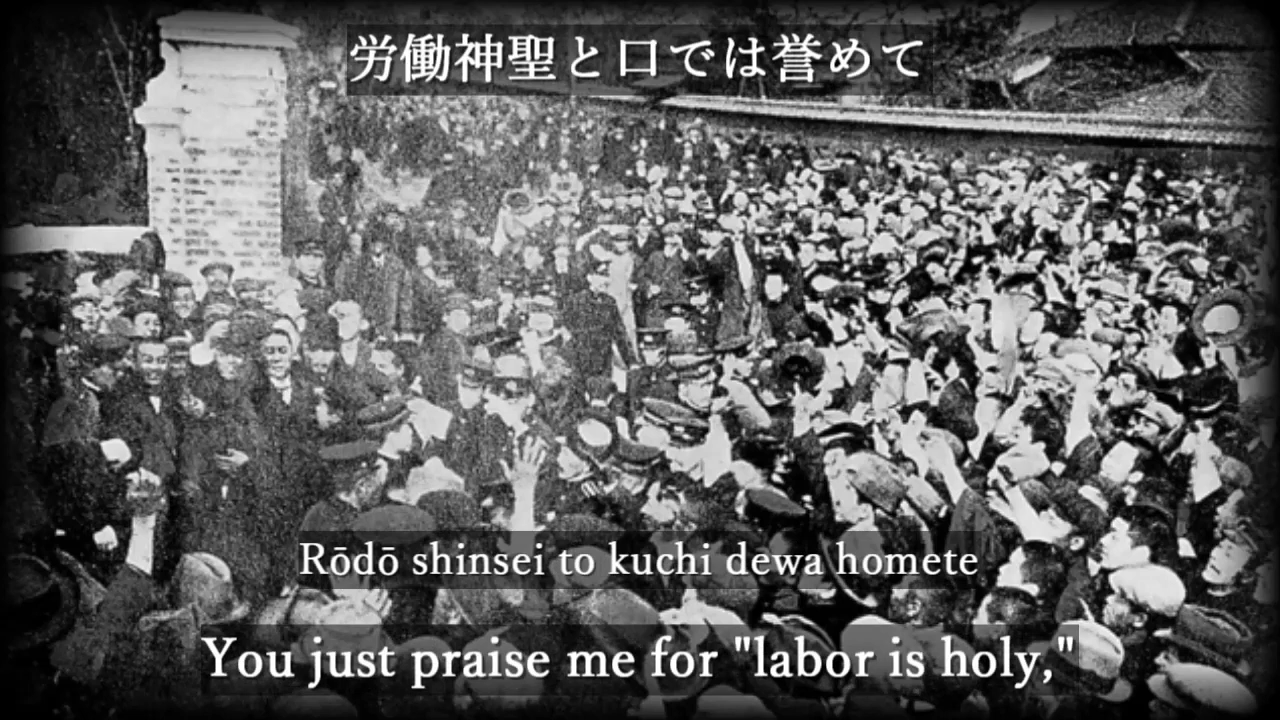 労働神聖と口では誉めて
Rōdō shinsei to kuchi dewa homete
You just praise me for "labor is holy,"